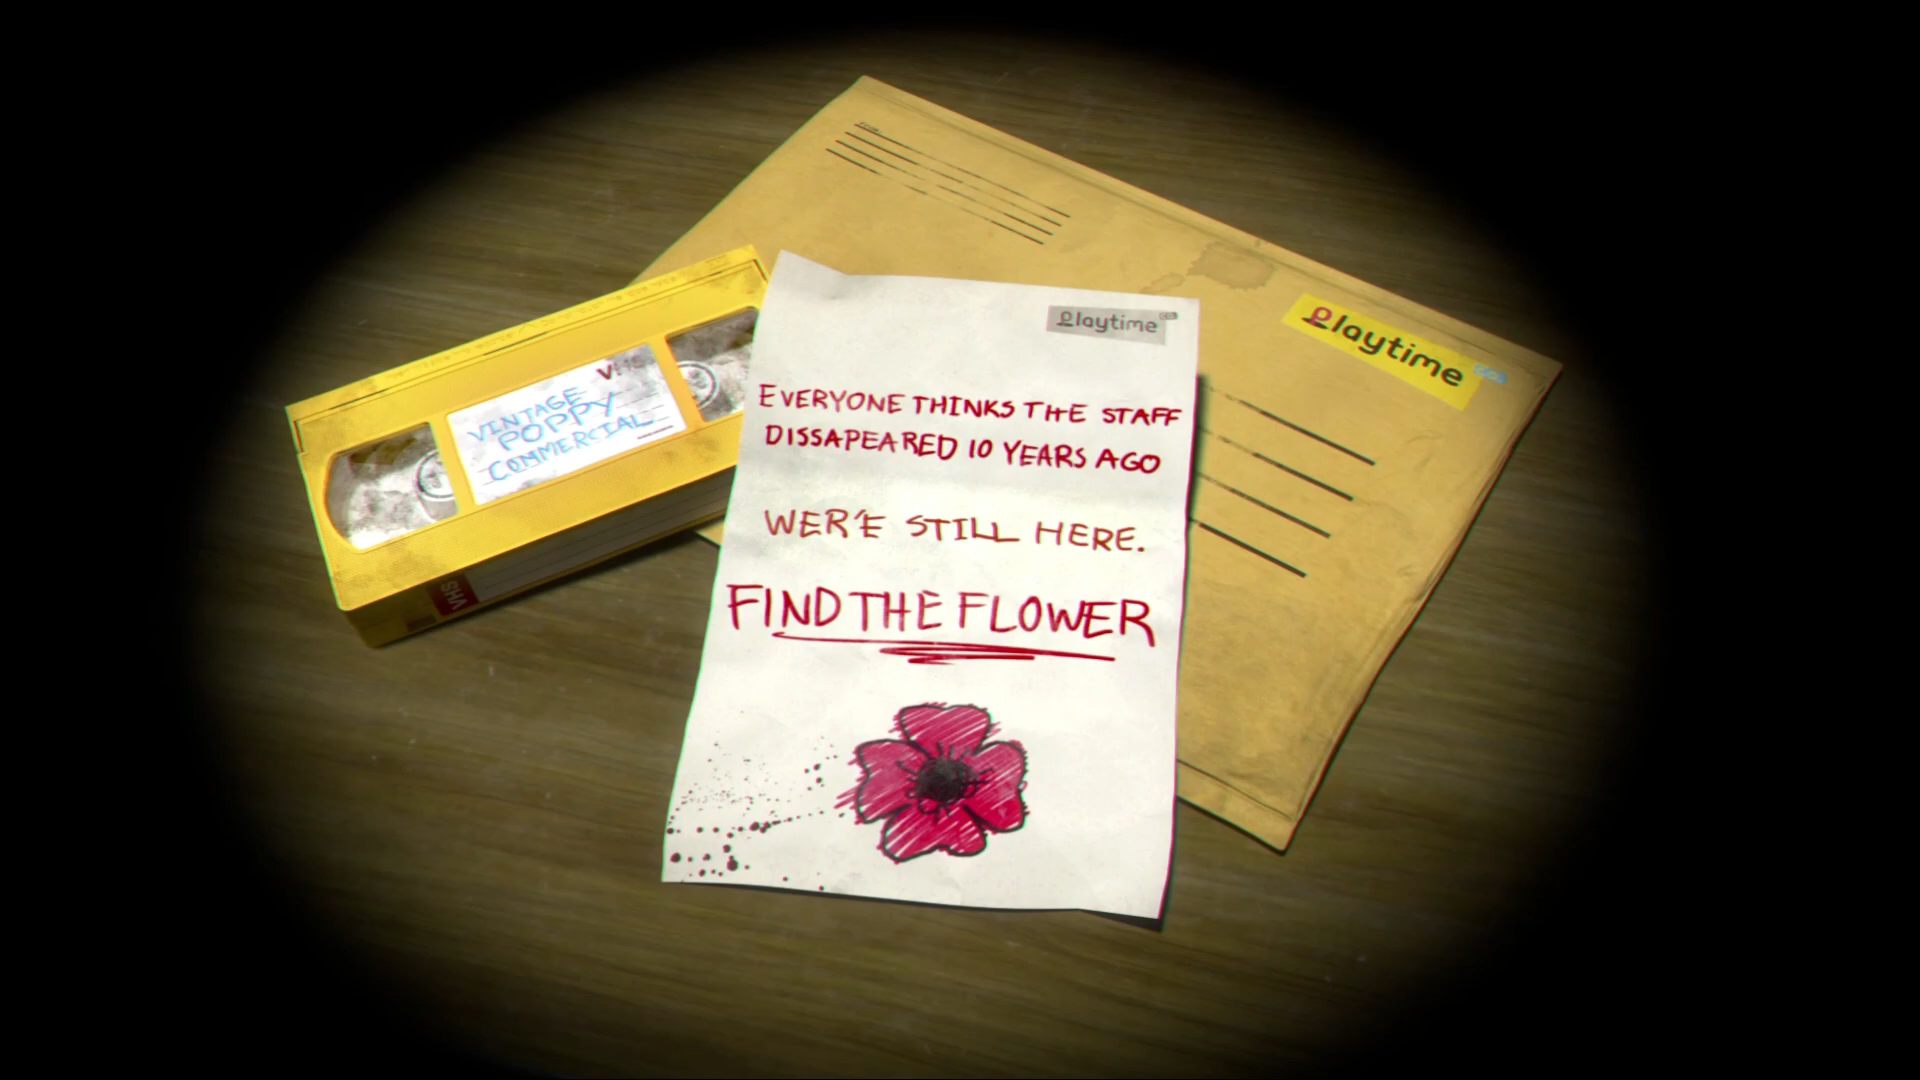 Playtime
CO.
Playtime
VHS
VINTAGE
POPPY
COMMERCIAL
EVERYONE THINKS THE STAFF
DISSAPEARED 10 YEARS AGO
WER'E STILL HERE.
FIND THE FLOWER
VHS